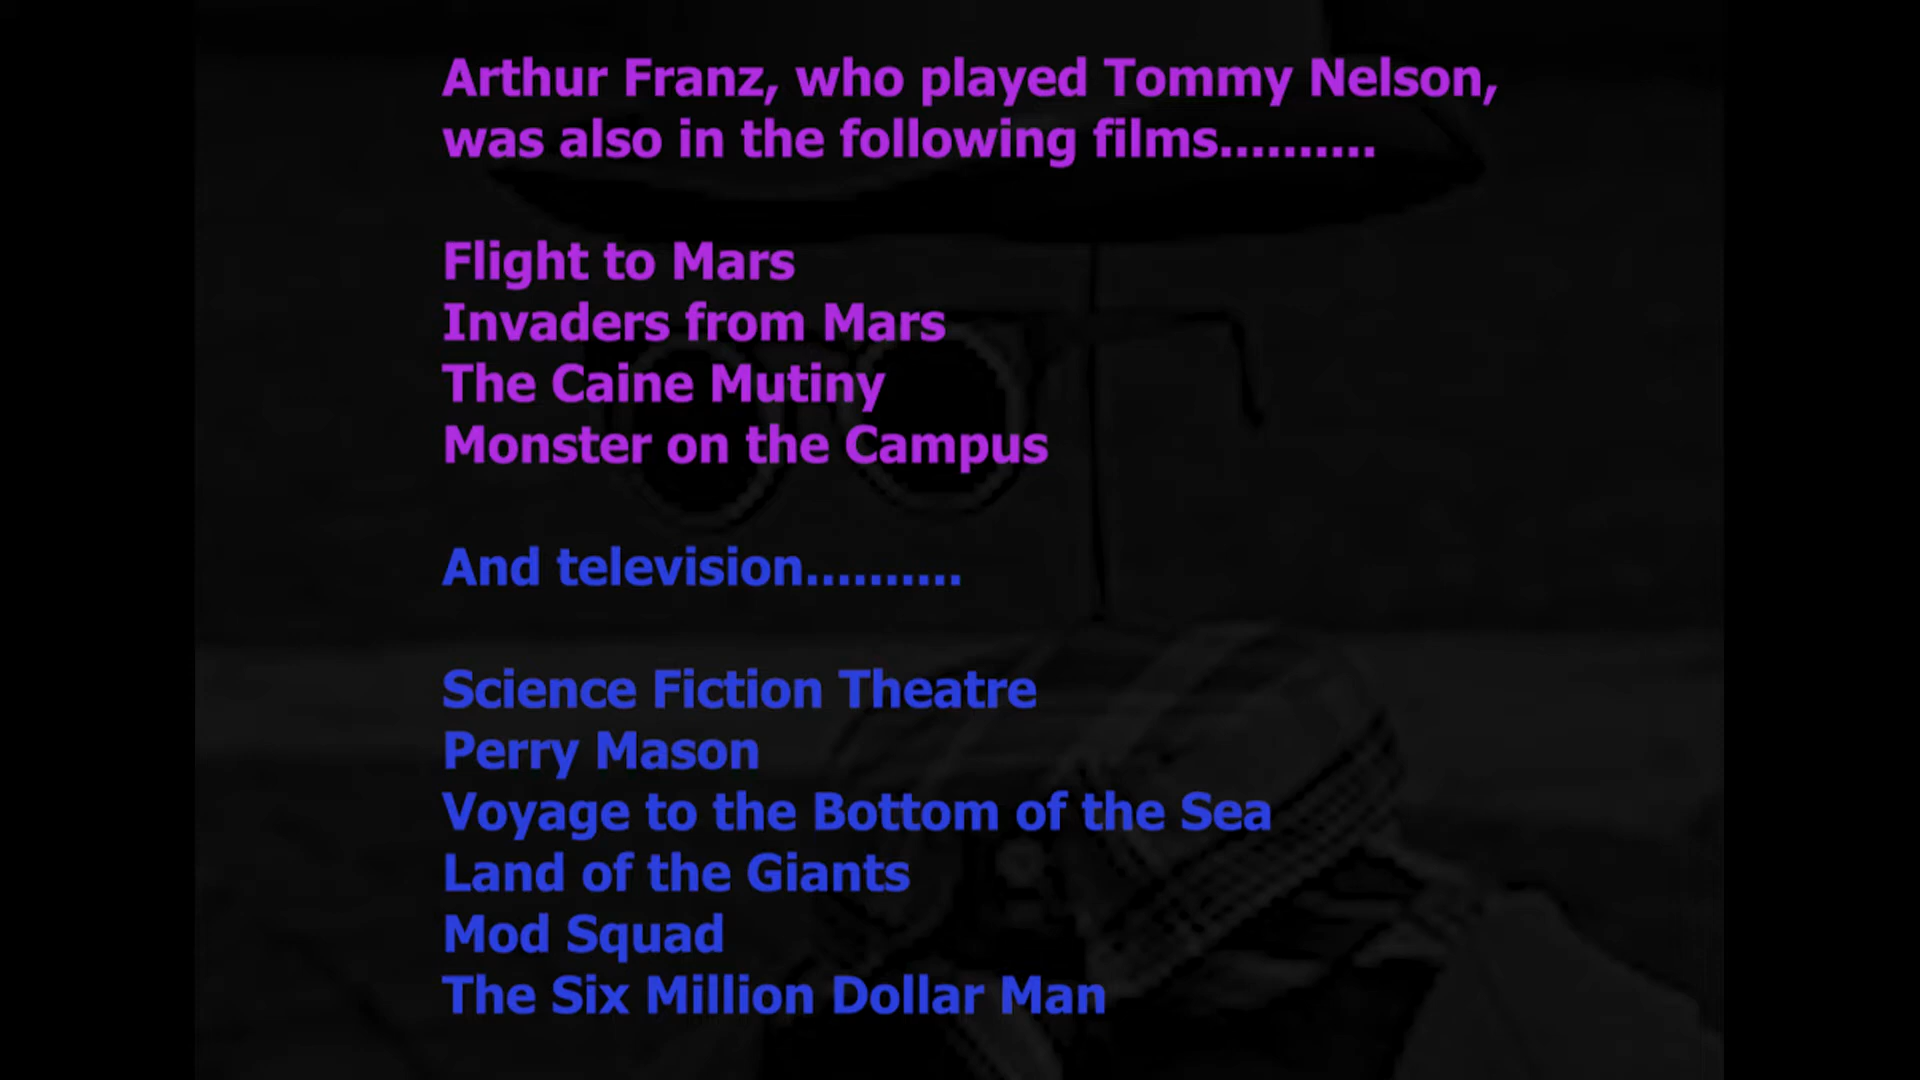 Arthur Franz, who played Tommy Nelson,
was also in the following films..........
Flight to Mars
Invaders from Mars
The Caine Mutiny
Monster on the Campus
And television..........
Science Fiction Theatre
Perry Mason
Voyage to the Bottom of the Sea
Land of the Giants
Mod Squad
The Six Million Dollar Man